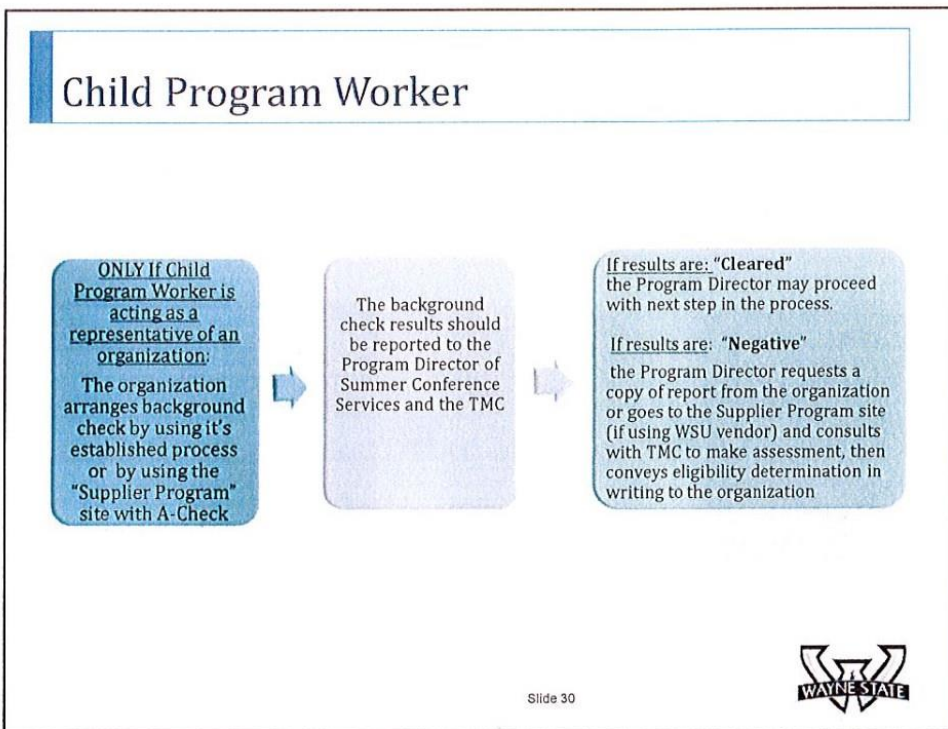 Child Program Worker
ONLY If Child
Program Worker is
acting as a
representative of an
organization:
The organization
arranges background
check by using it's
established process
or by using the
"Supplier Program"
site with A-Check
The background
check results should
be reported to the
Program Director of
Summer Conference
Services and the TMC
If results are: "Cleared"
the Program Director may proceed
with next step in the process.
If results are: "Negative"
the Program Director requests a
copy of report from the organization
or goes to the Supplier Program site
(if using WSU vendor) and consults
with TMC to make assessment, then
conveys eligibility determination in
writing to the organization
Slide 30
WAYNE STATE